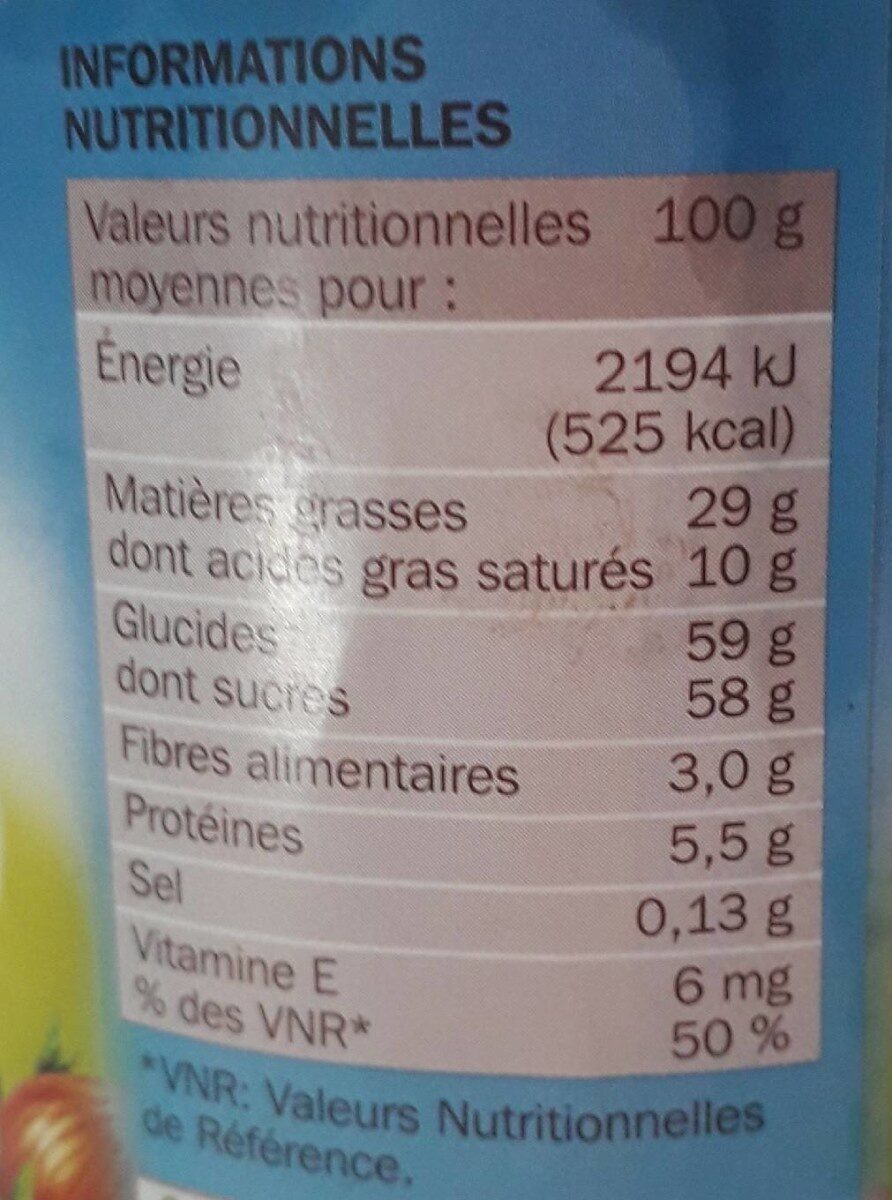 INFORMATIONS
NUTRITIONNELLES
Valeurs nutritionnelles 100 g
moyennes pour :
Énergie 2194 kJ
(525 kcal)
Matières grasses 29 g
dont acides gras saturés 10 g
Glucides 59 g
dont sucres 58 g
Fibres alimentaires 3,0 g
Protéines 5,5 g
Sel 0,13 g
Vitamine E 6 mg
% des VNR* 50 %
*VNR: Valeurs Nutritionnelles
de Référence.